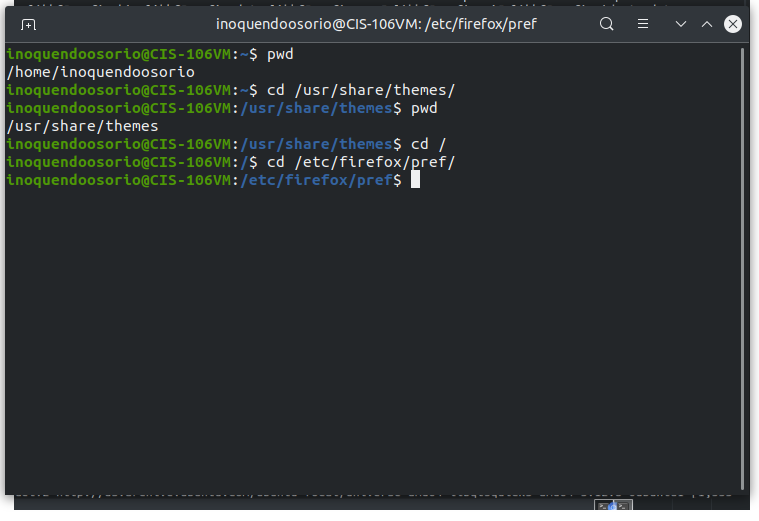 inoquendoosorio@CIS-106VM: /etc/firefox/pref
inoquendoosorio@CIS-106VM:~$ pwd
/home/inoquendoosorio
inoquendoosorio@CIS-106VM:~$ cd /usr/share/themes/
inoquendoosorio@CIS-106VM:/usr/share/themes$ pwd
/usr/share/themes
inoquendoosorio@CIS-106VM:/usr/share/themes$ cd /
inoquendoosorio@CIS-106VM:/$ cd /etc/firefox/pref/
inoquendoosorio@CIS-106VM:/etc/firefox/pref$